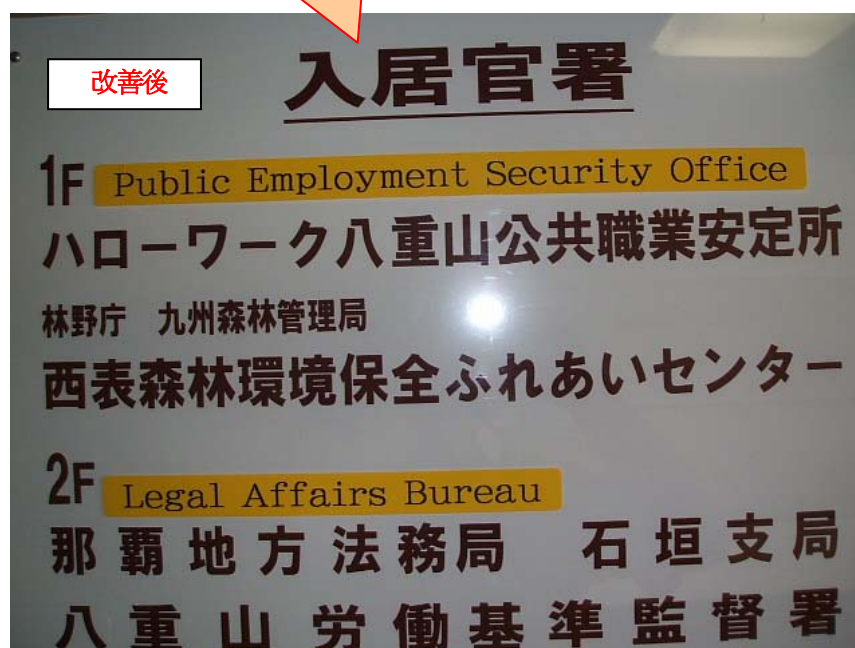 改善後
入居官署
1F Public Employment Security Office
ハローワーク八重山公共職業安定所
林野庁 九州森林管理局
西表森林環境保全ふれあいセンター
2F Legal Affairs Bureau
那覇地方法務局 石垣支局
八重山労働基準監督署